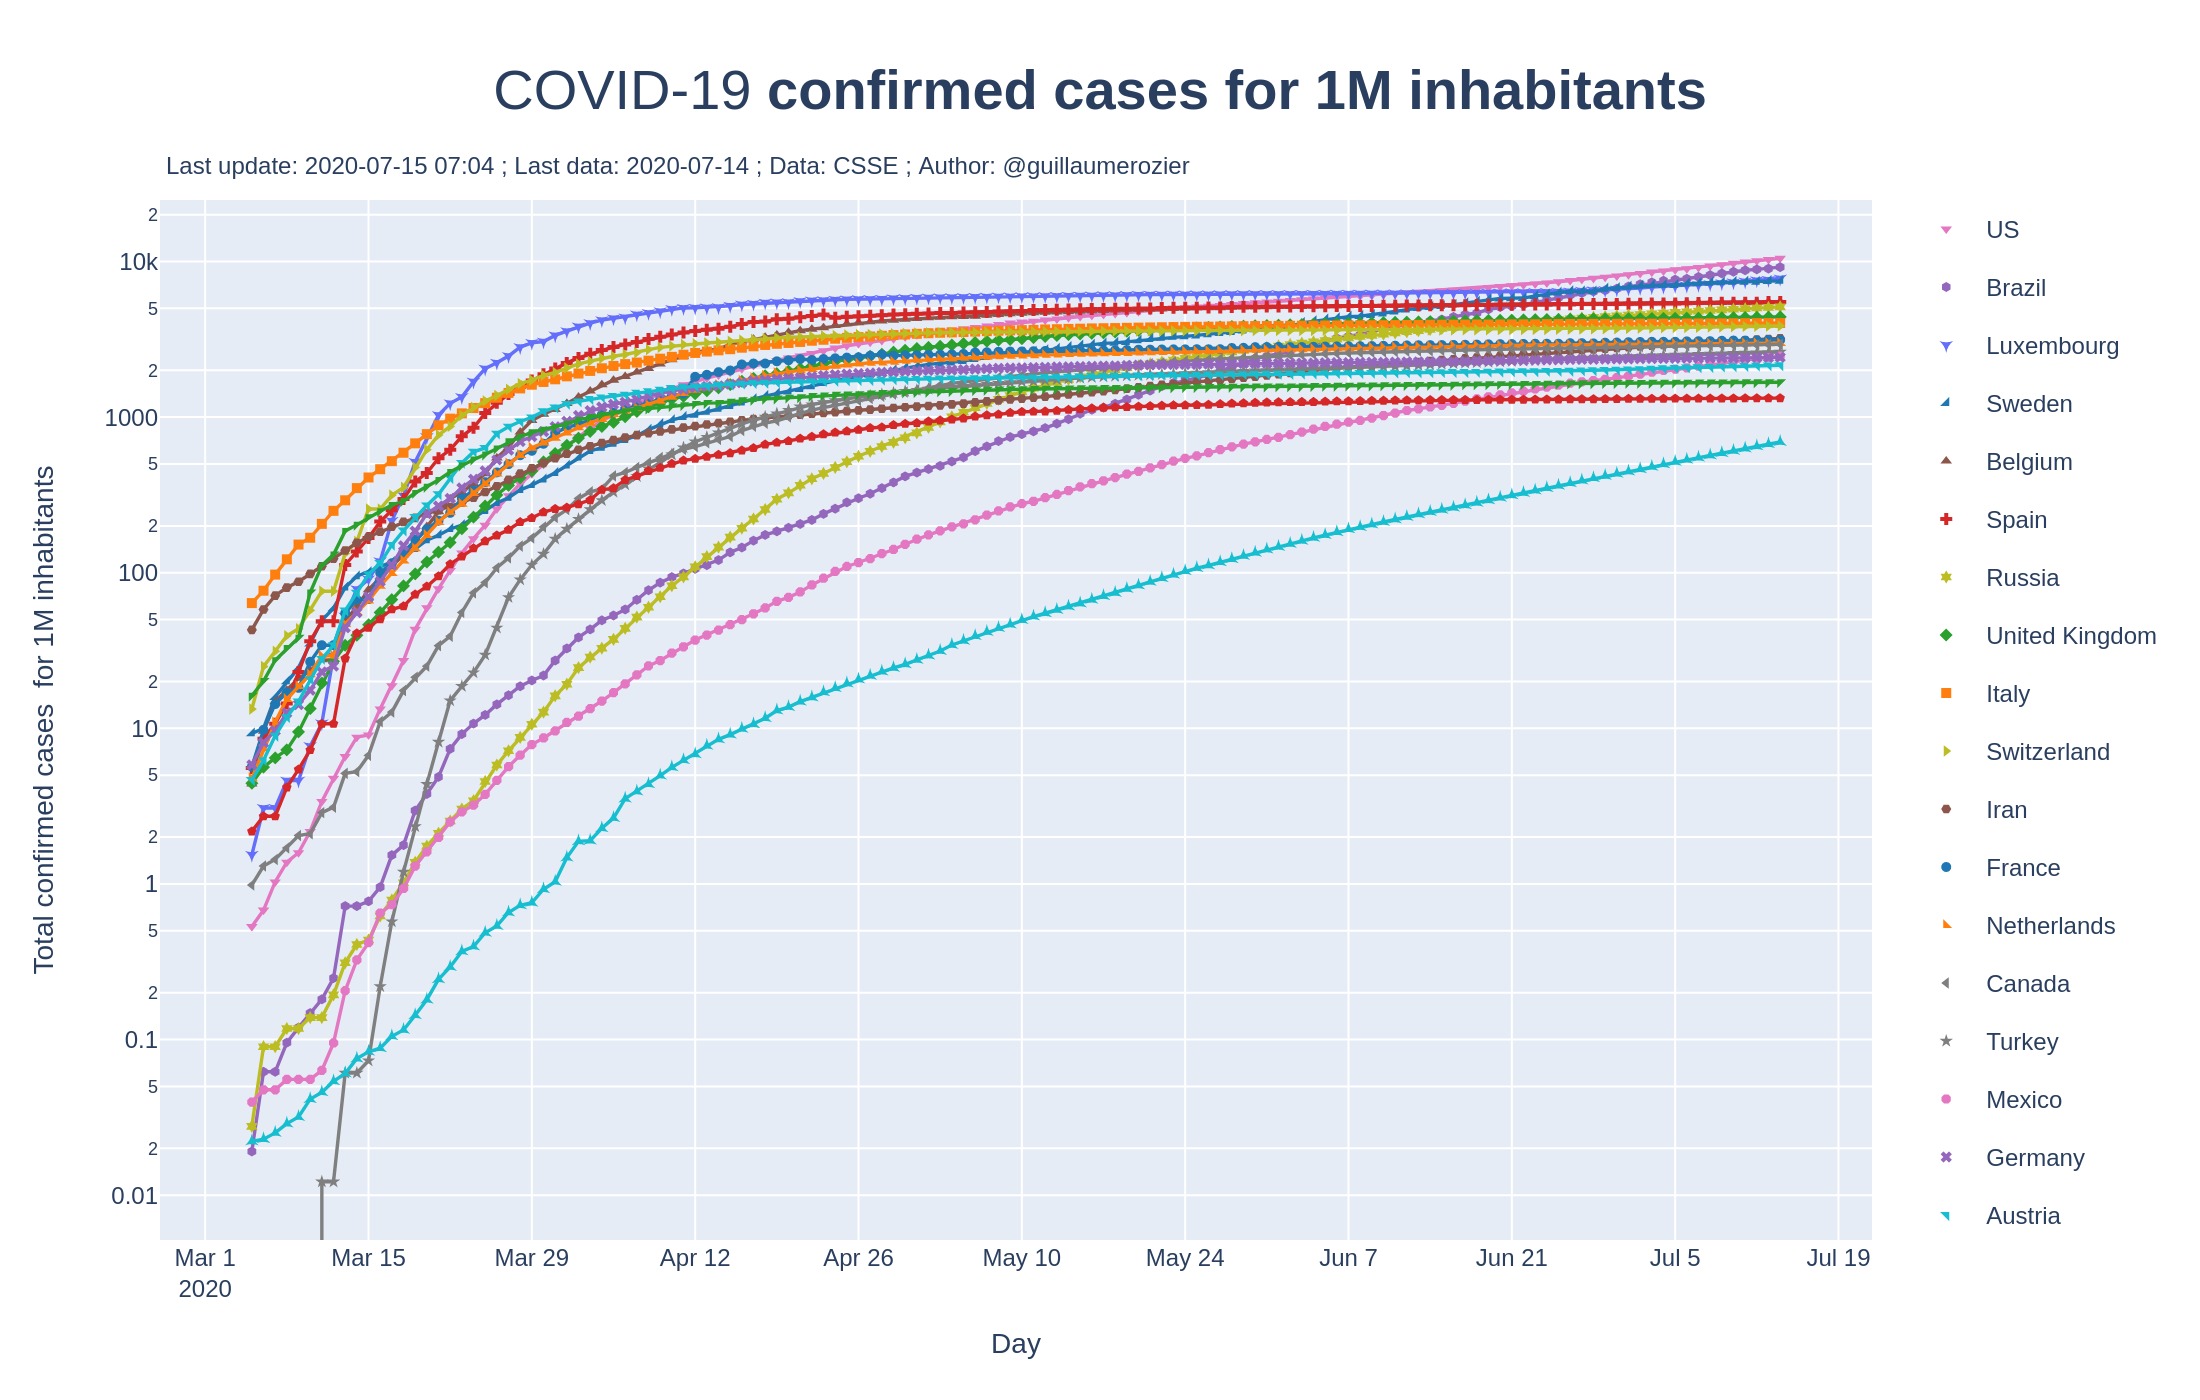 COVID-19 confirmed cases for 1M inhabitants
Last update: 2020-07-15 07:04 ; Last data: 2020-07-14 ; Data: CSSE ; Author: @guillaumerozier
Total confirmed cases for 1M inhabitants
2
10k
5
2
1000
5
2
100
5
2
10
5
2
1
5
2
0.1
5
2
0.01
Mar 1 Mar 15 Mar 29 Apr 12 Apr 26 May 10 May 24 Jun 7 Jun 21 Jul 5 Jul 19
2020
Day
US
Brazil
Luxembourg
Sweden
Belgium
Spain
Russia
United Kingdom
Italy
Switzerland
Iran
France
Netherlands
Canada
Turkey
Mexico
Germany
Austria